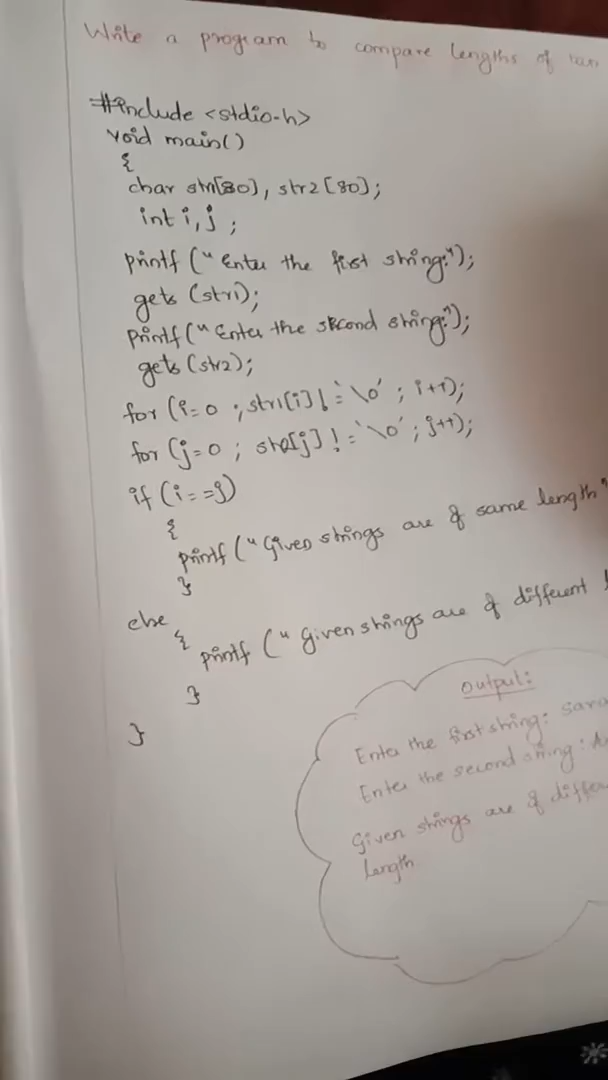 Write a program to compare lengths of
#include <stdio.h>
void main()
{
char str1[80], str2[80];
int i, j ;
printf ("Enter the first string:");
gets (str1);
printf("Enter the second string:");
gets (str2);
for (i=0 ; str1[i] != '\0' ; i++);
for (j=0 ; str2[j] != '\0' ; j++);
if (i==j)
{
printf ("Given strings are of same length"
}
else
{
printf ("Given strings are of different
}
}
Output:
Enter the first string:
Enter the second string:
Given strings are of
length